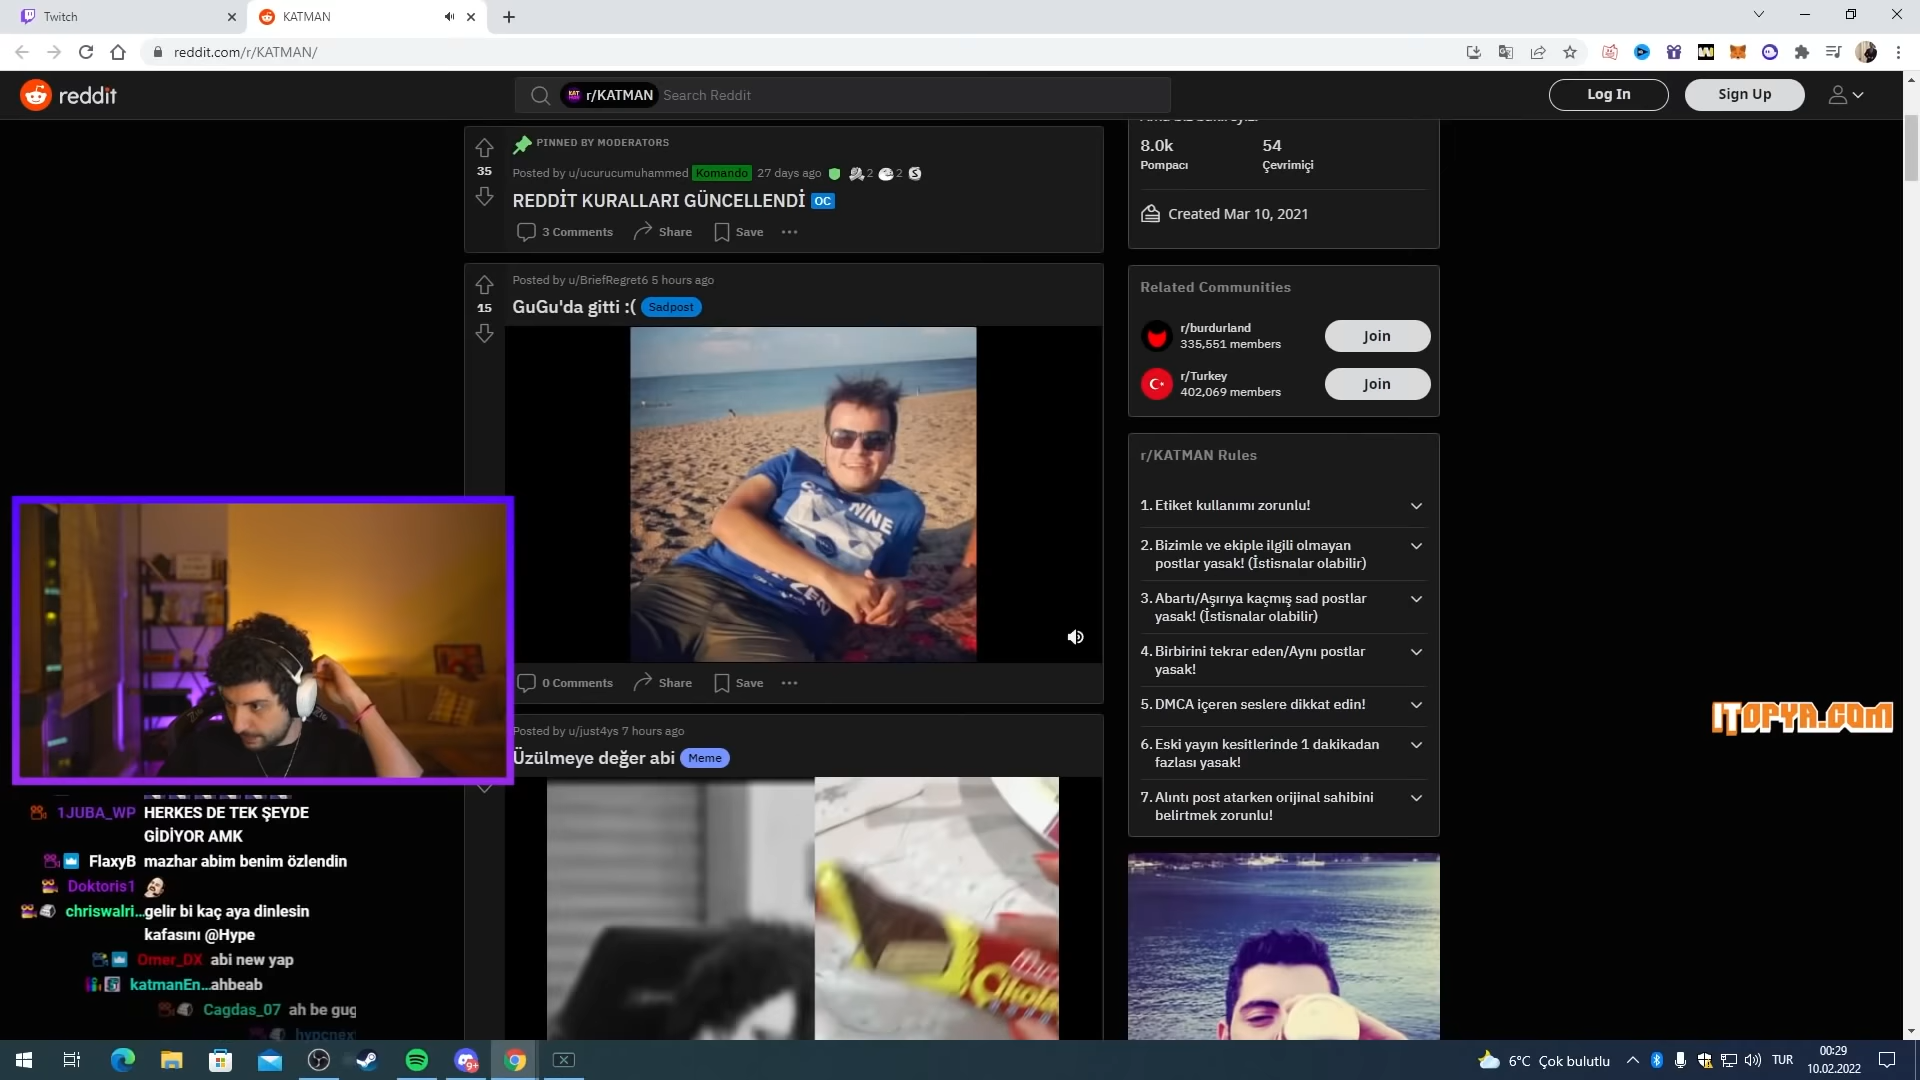 Twitch
KATMAN
reddit.com/r/KATMAN/
reddit
r/KATMAN Search Reddit
Log In
Sign Up
PINNED BY MODERATORS
35
Posted by u/ucurucumuhammed Komando 27 days ago 2 2
REDDİT KURALLARI GÜNCELLENDİ OC
3 Comments Share Save
15
Posted by u/BriefRegret6 5 hours ago
GuGu'da gitti :( Sadpost
NINE
0 Comments Share Save
Posted by u/just4ys 7 hours ago
Üzülmeye değer abi Meme
8.0k 54
Pompacı Çevrimiçi
Created Mar 10, 2021
Related Communities
r/burdurland
335,551 members
Join
r/Turkey
402,069 members
Join
r/KATMAN Rules
1. Etiket kullanımı zorunlu!
2. Bizimle ve ekiple ilgili olmayan
postlar yasak! (İstisnalar olabilir)
3. Abartı/Aşırıya kaçmış sad postlar
yasak! (İstisnalar olabilir)
4. Birbirini tekrar eden/Aynı postlar
yasak!
5. DMCA içeren seslere dikkat edin!
6. Eski yayın kesitlerinde 1 dakikadan
fazlası yasak!
7. Alıntı post atarken orijinal sahibini
belirtmek zorunlu!
ITOPYA.COM
1JUBA_WP HERKES DE TEK ŞEYDE
GİDİYOR AMK
FlaxyB mazhar abim benim özlendin
Doktoris1
chriswalri...gelir bi kaç aya dinlesin
kafasını @Hype
Omer_DX abi new yap
katmanEn...ahbeab
Cagdas_07 ah be gug
6°C Çok bulutlu
TUR
00:29
10.02.2022